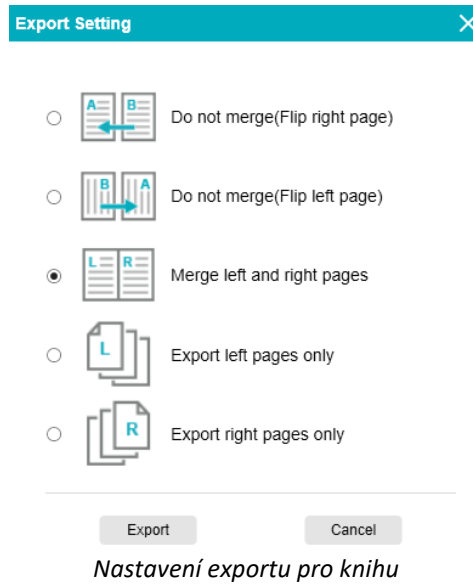 Export Setting
A B
Do not merge(Flip right page)
B A
Do not merge(Flip left page)
L R
Merge left and right pages
L
Export left pages only
R
Export right pages only
Export Cancel
Nastavení exportu pro knihu